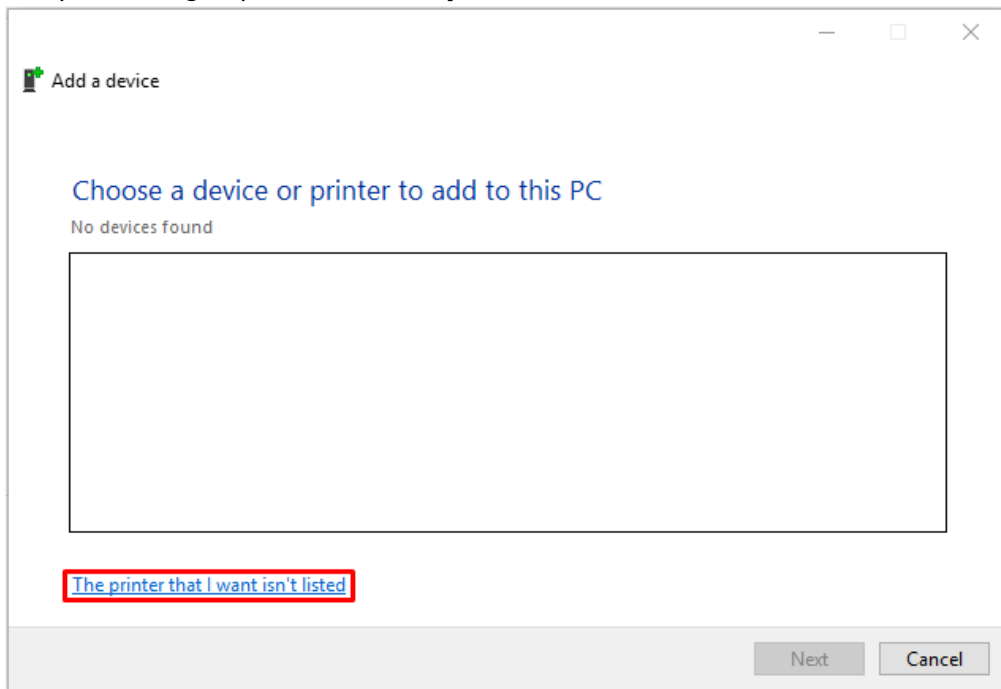 Add a device
Choose a device or printer to add to this PC
No devices found
The printer that I want isn't listed
Next Cancel